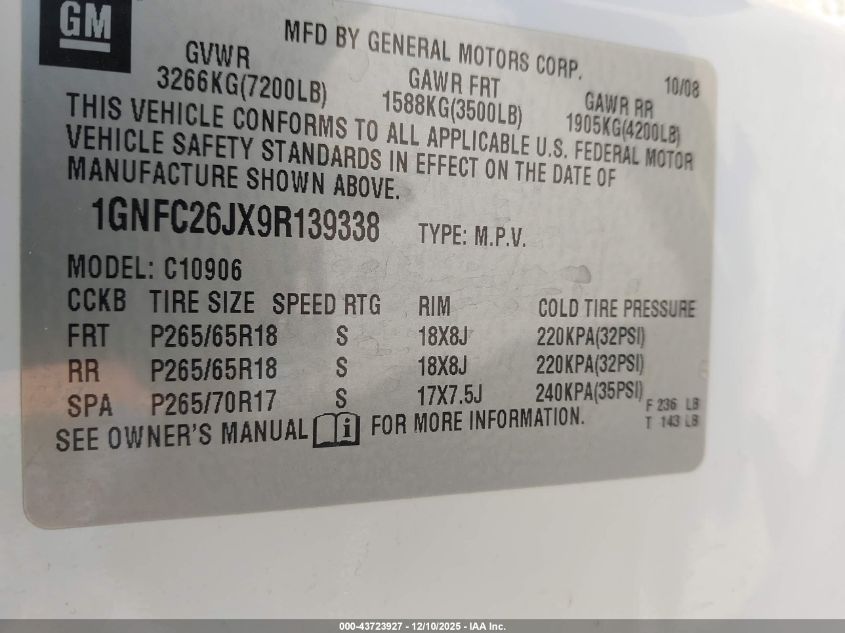 GM
MFD BY GENERAL MOTORS CORP.
10/08
GVWR
GAWR FRT
GAWR RR
3266KG(7200LB)
1588KG(3500LB)
1905KG(4200LB)
THIS VEHICLE CONFORMS TO ALL APPLICABLE U.S. FEDERAL MOTOR
VEHICLE SAFETY STANDARDS IN EFFECT ON THE DATE OF
MANUFACTURE SHOWN ABOVE.
1GNFC26JX9R139338 TYPE: M.P.V.
MODEL: C10906
CCKB TIRE SIZE SPEED RTG RIM COLD TIRE PRESSURE
FRT P265/65R18 S 18X8J 220KPA(32PSI)
RR P265/65R18 S 18X8J 220KPA(32PSI)
SPA P265/70R17 S 17X7.5J 240KPA(35PSI)
F 236 LB
T 143 LB
SEE OWNER'S MANUAL i FOR MORE INFORMATION.
000-43723927 - 12/10/2025 - IAA Inc.